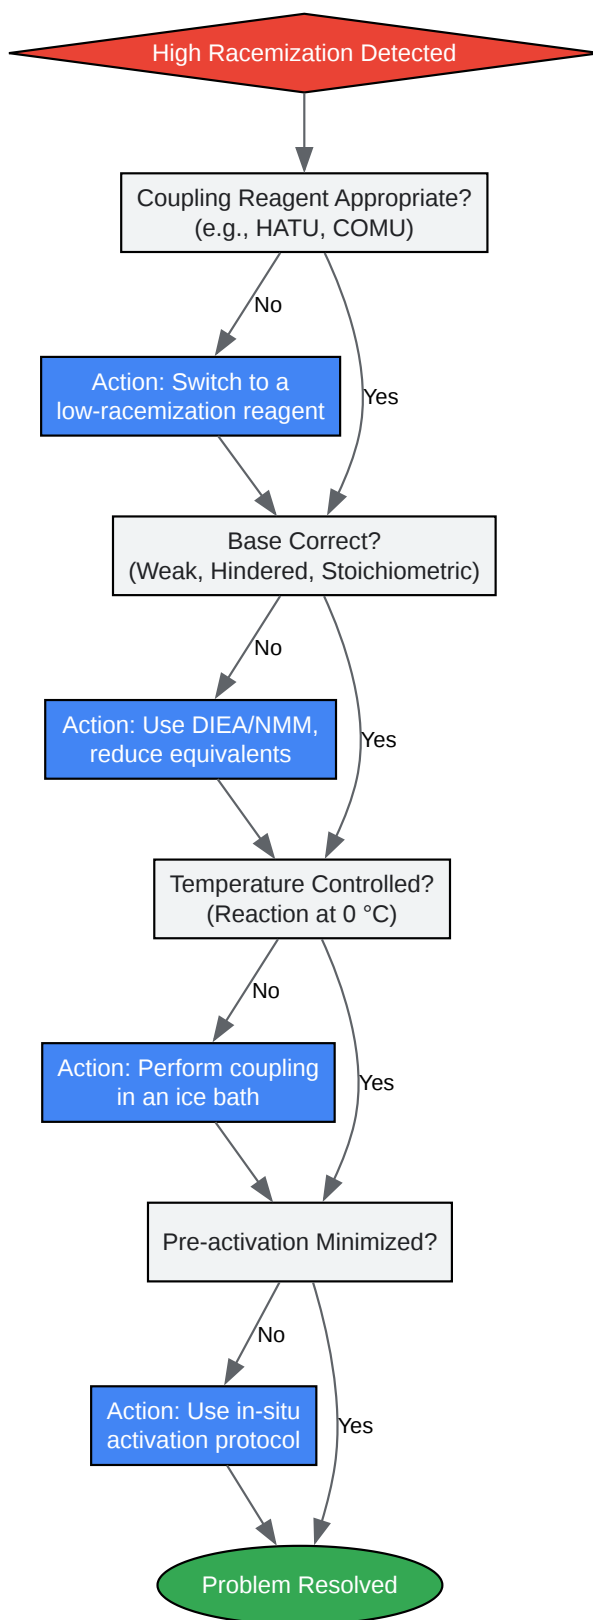 High Racemization Detected
Coupling Reagent Appropriate?
(e.g., HATU, COMU)
No
Action: Switch to a
low-racemization reagent
Yes
Base Correct?
(Weak, Hindered, Stoichiometric)
No
Action: Use DIEA/NMM,
reduce equivalents
Yes
Temperature Controlled?
(Reaction at 0 °C)
No
Action: Perform coupling
in an ice bath
Yes
Pre-activation Minimized?
No
Action: Use in-situ
activation protocol
Yes
Problem Resolved